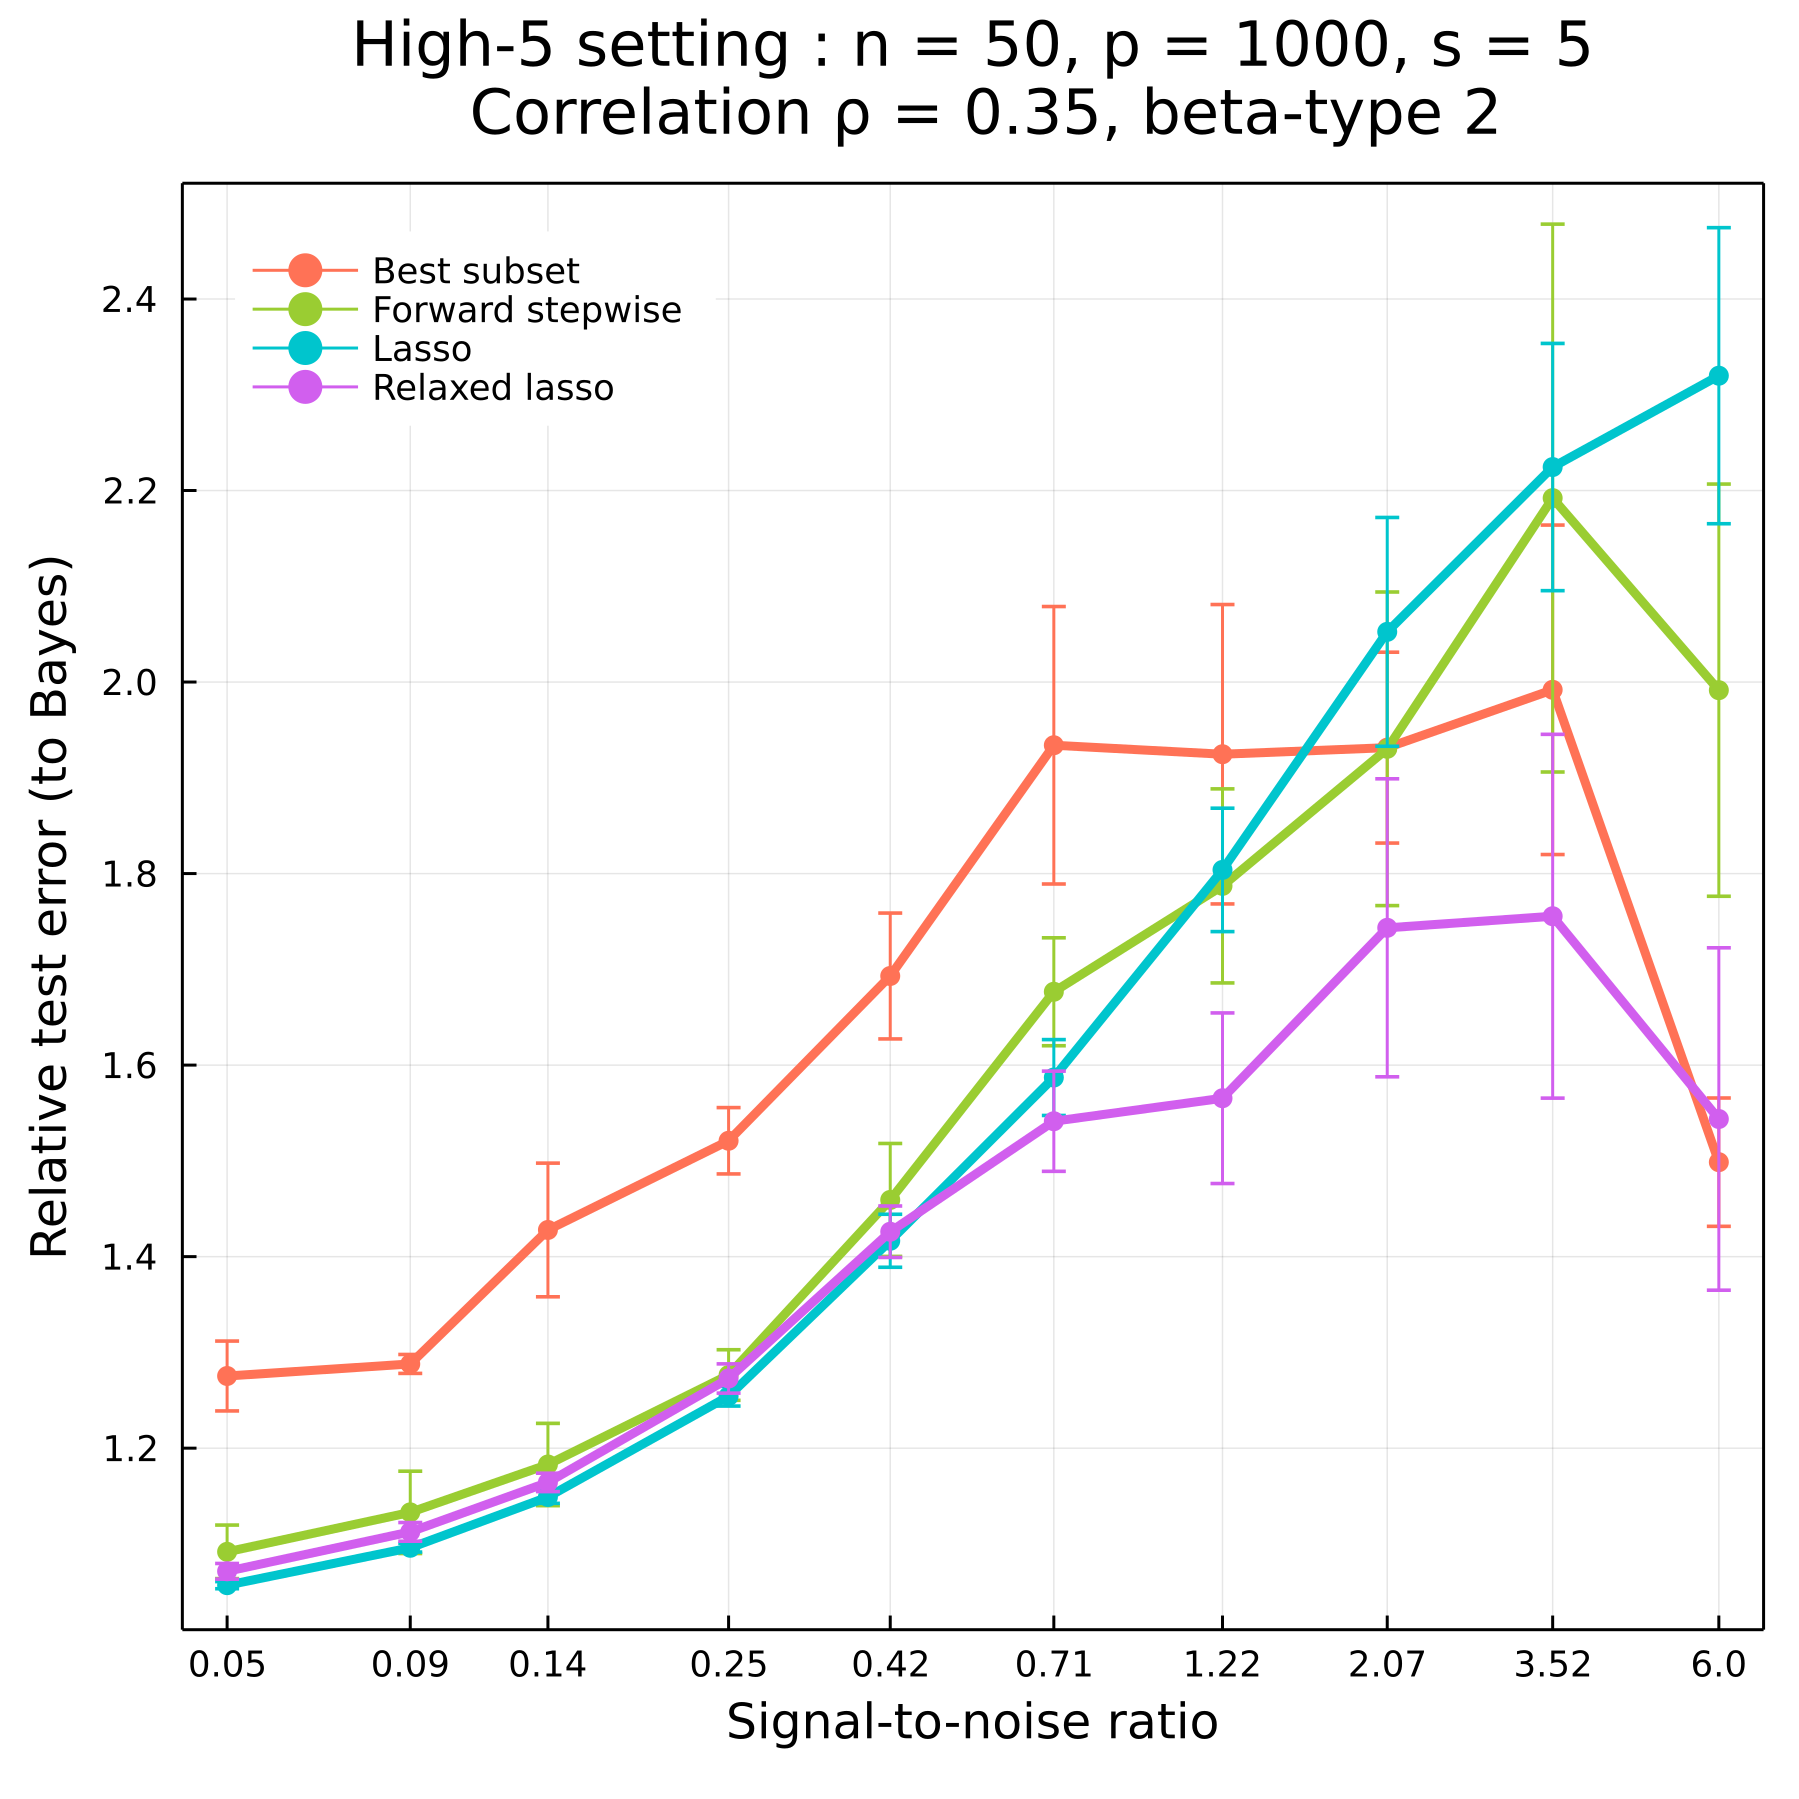 High-5 setting : n = 50, p = 1000, s = 5
Correlation ρ = 0.35, beta-type 2
Best subset
Forward stepwise
Lasso
Relaxed lasso
Relative test error (to Bayes)
2.4
2.2
2.0
1.8
1.6
1.4
1.2
0.05 0.09 0.14 0.25 0.42 0.71 1.22 2.07 3.52 6.0
Signal-to-noise ratio